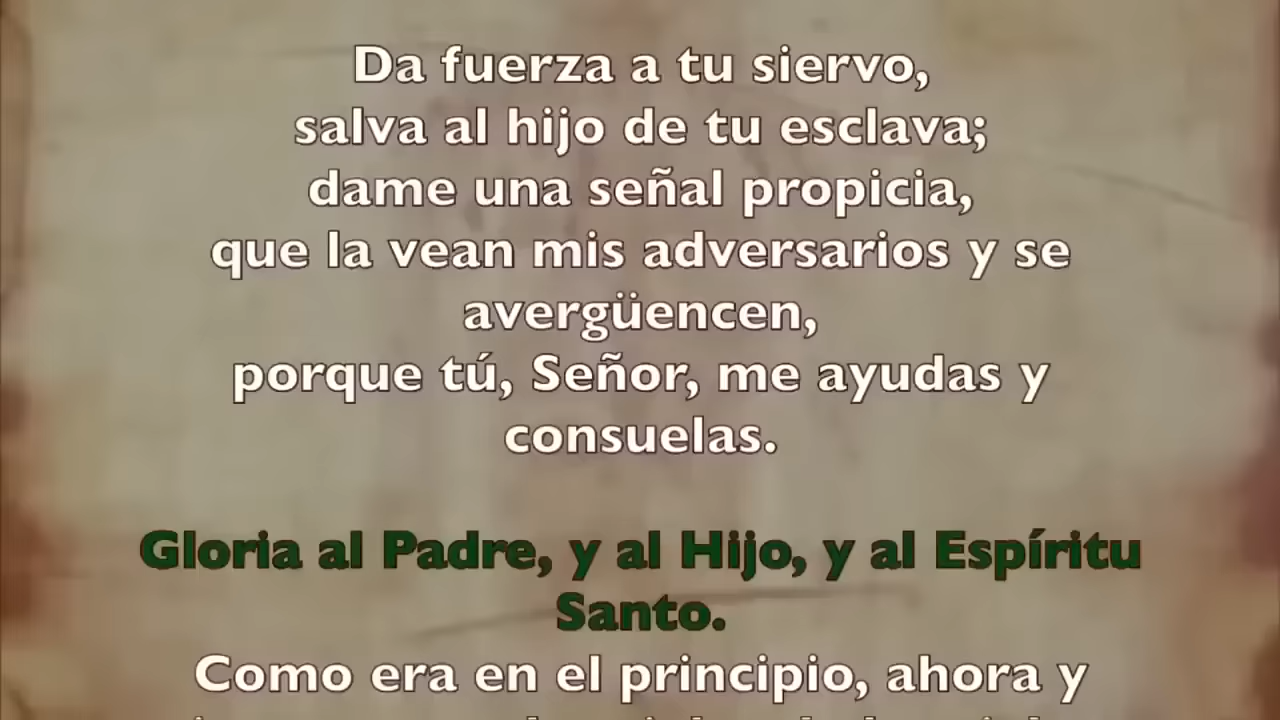 Da fuerza a tu siervo,
salva al hijo de tu esclava;
dame una señal propicia,
que la vean mis adversarios y se
avergüencen,
porque tú, Señor, me ayudas y
consuelas.
Gloria al Padre, y al Hijo, y al Espíritu
Santo.
Como era en el principio, ahora y